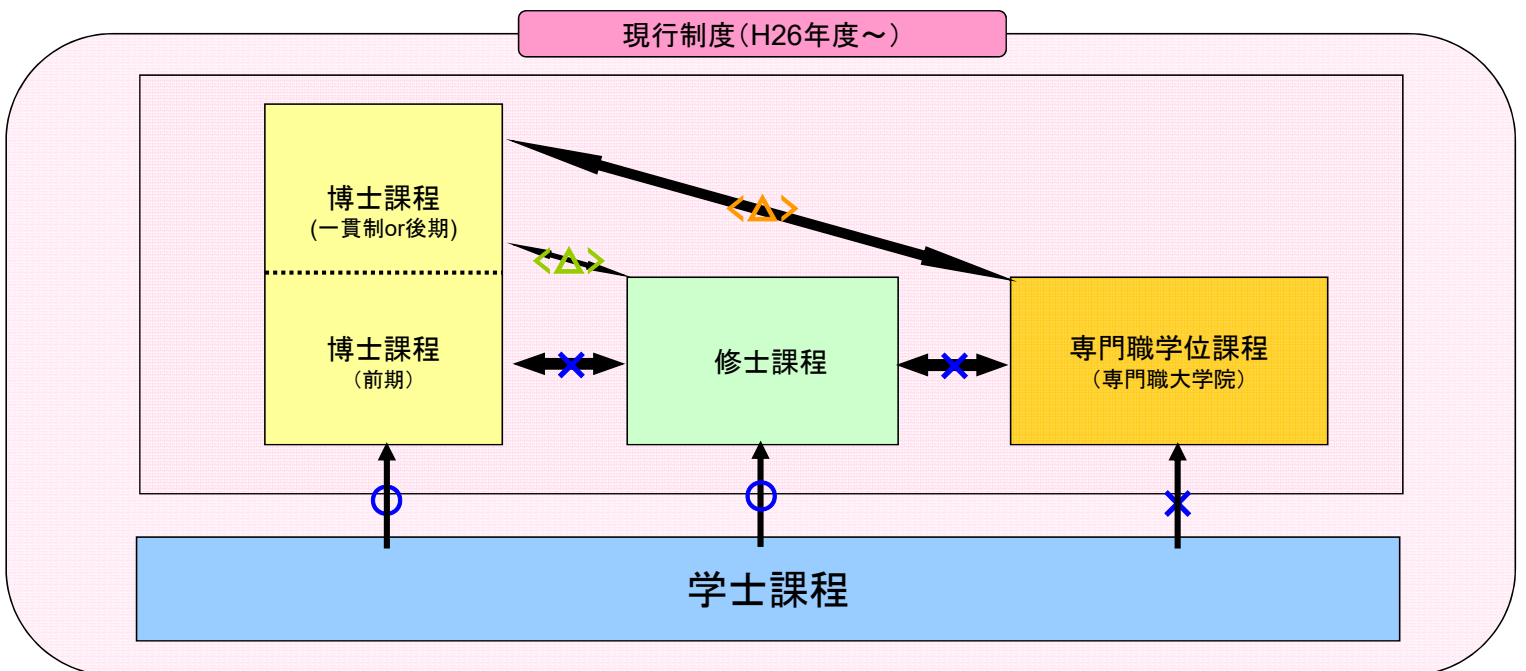 現行制度(H26年度~)
博士課程
(一貫制or後期)
<△>
<△>
博士課程
(前期)
×
修士課程
×
専門職学位課程
(専門職大学院)
○
○
×
学士課程